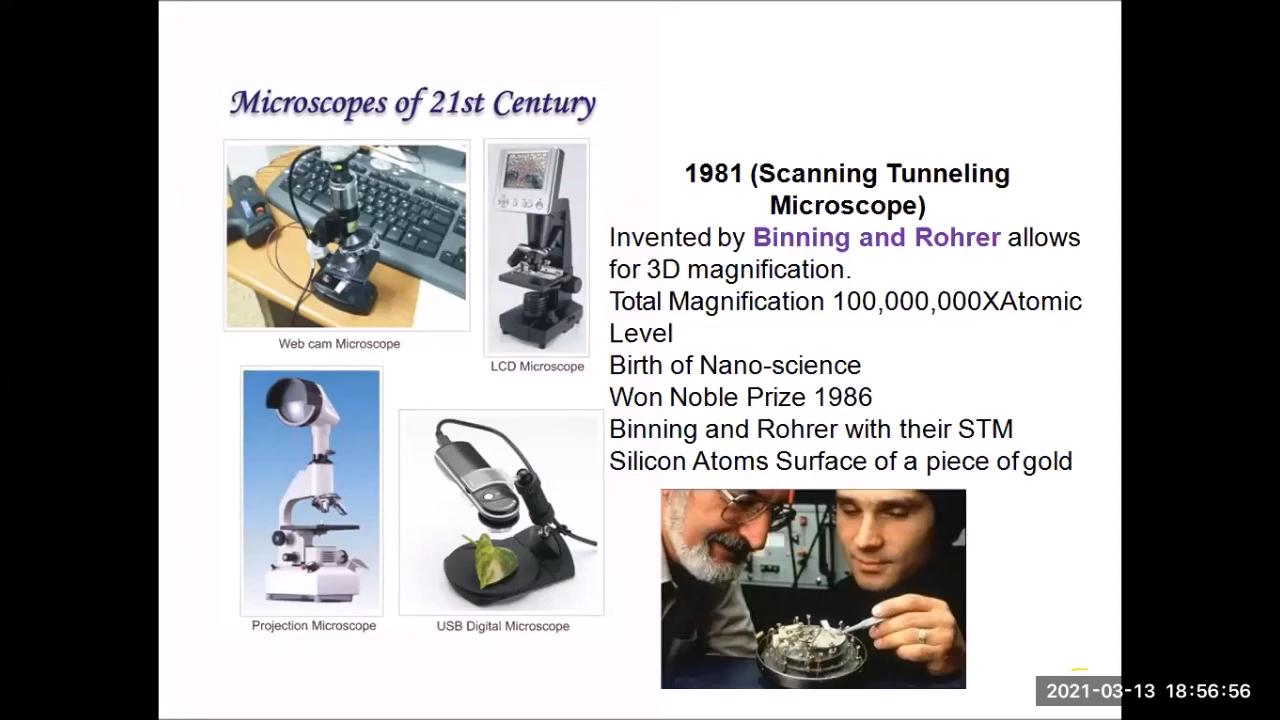 Microscopes of 21st Century
Web cam Microscope
LCD Microscope
Projection Microscope
USB Digital Microscope
1981 (Scanning Tunneling
Microscope)
Invented by Binning and Rohrer allows
for 3D magnification.
Total Magnification 100,000,000XAtomic
Level
Birth of Nano-science
Won Noble Prize 1986
Binning and Rohrer with their STM
Silicon Atoms Surface of a piece of gold
2021-03-13 18:56:56